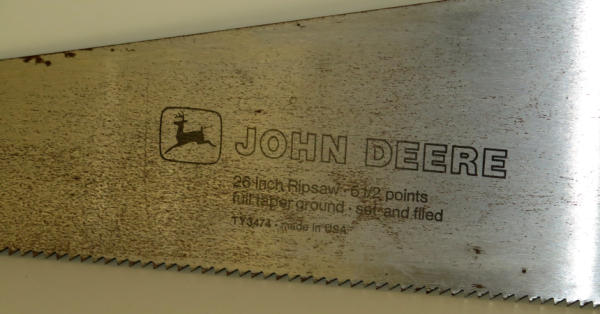 JOHN DEERE
26 inch Ripsaw · 5 1/2 points
full taper ground · set and filed
TY3474 · made in USA